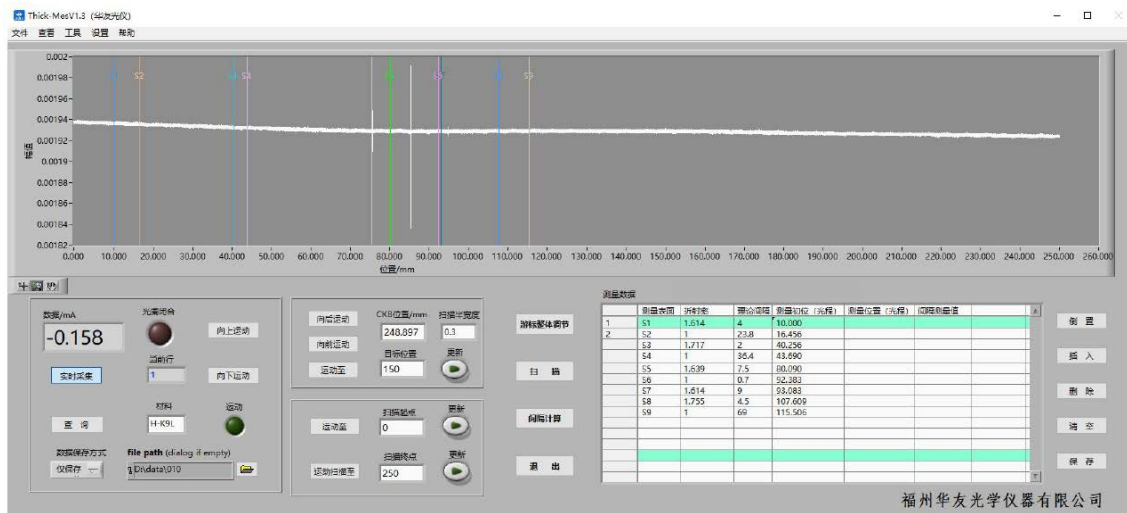 Thick-MesV1.3 (华友光仪)
文件 查看 工具 设置 帮助
0.002
0.00198
0.00196
0.00194
0.00192
0.0019
0.00188
0.00186
0.00184
0.00182
幅值
S2 S4 S9
0.000 10.000 20.000 30.000 40.000 50.000 60.000 70.000 80.000 90.000 100.000 110.000 120.000 130.000 140.000 150.000 160.000 170.000 180.000 190.000 200.000 210.000 220.000 230.000 240.000 250.000 260.000
位置/mm
数据/mA
-0.158
光澜闭合
向上运动
实时采集
当前行
1
向下运动
查 询
材料
H-K9L
运动
数据保存方式
仅保存
file path (dialog if empty)
D:\data\010
向后运动
CKB位置/mm
248.897
扫描半宽度
0.3
向前运动
运动至
目标位置
150
更新
运动至
扫描起点
0
更新
运动扫描至
扫描终点
250
更新
游标整体调节
扫 描
间隔计算
退 出
测量数据
测量表面 折射率 理论间隔 测量初位（光程） 测量位置（光程） 间隔测量值
1 S1 1.614 4 10.000
2 S2 1 23.8 16.456
S3 1.717 2 40.256
S4 1 36.4 43.690
S5 1.639 7.5 80.090
S6 1 0.7 92.383
S7 1.614 9 93.083
S8 1.755 4.5 107.609
S9 1 69 115.506
倒 置
插 入
删 除
清 空
保 存
福州华友光学仪器有限公司